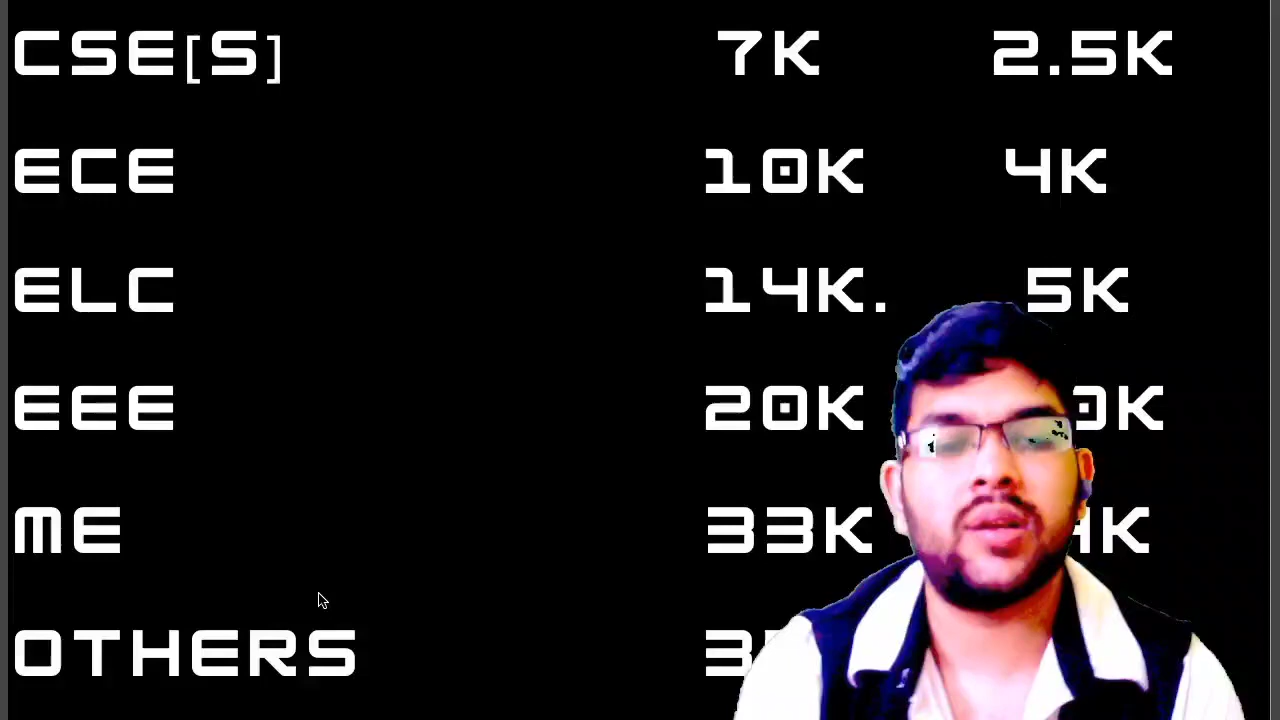 CSE[S] 7K 2.5K
ECE 10K 4K
ELC 14K. 5K
EEE 20K
ME 33K
OTHERS